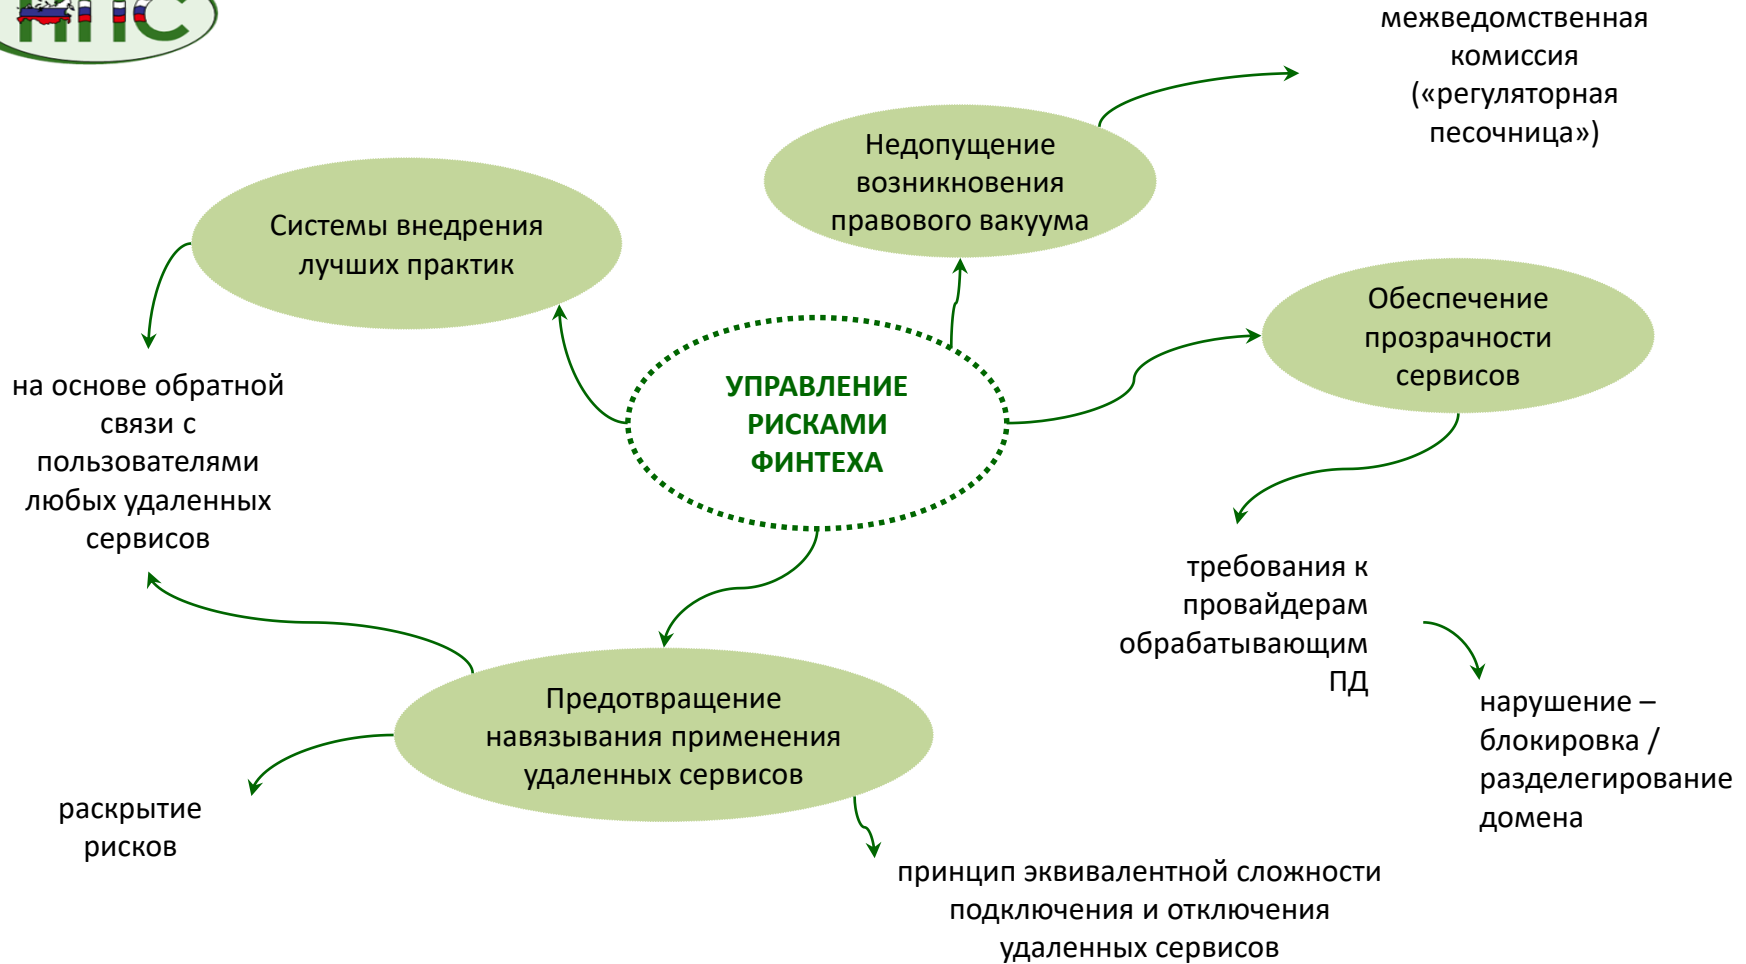 НПС
межведомственная
комиссия
(«регуляторная
песочница»)
Недопущение
возникновения
правового вакуума
Системы внедрения
лучших практик
Обеспечение
прозрачности
сервисов
УПРАВЛЕНИЕ
РИСКАМИ
ФИНТЕХА
на основе обратной
связи с
пользователями
любых удаленных
сервисов
требования к
провайдерам
обрабатывающим
ПД
нарушение –
блокировка /
разделегирование
домена
Предотвращение
навязывания применения
удаленных сервисов
раскрытие
рисков
принцип эквивалентной сложности
подключения и отключения
удаленных сервисов